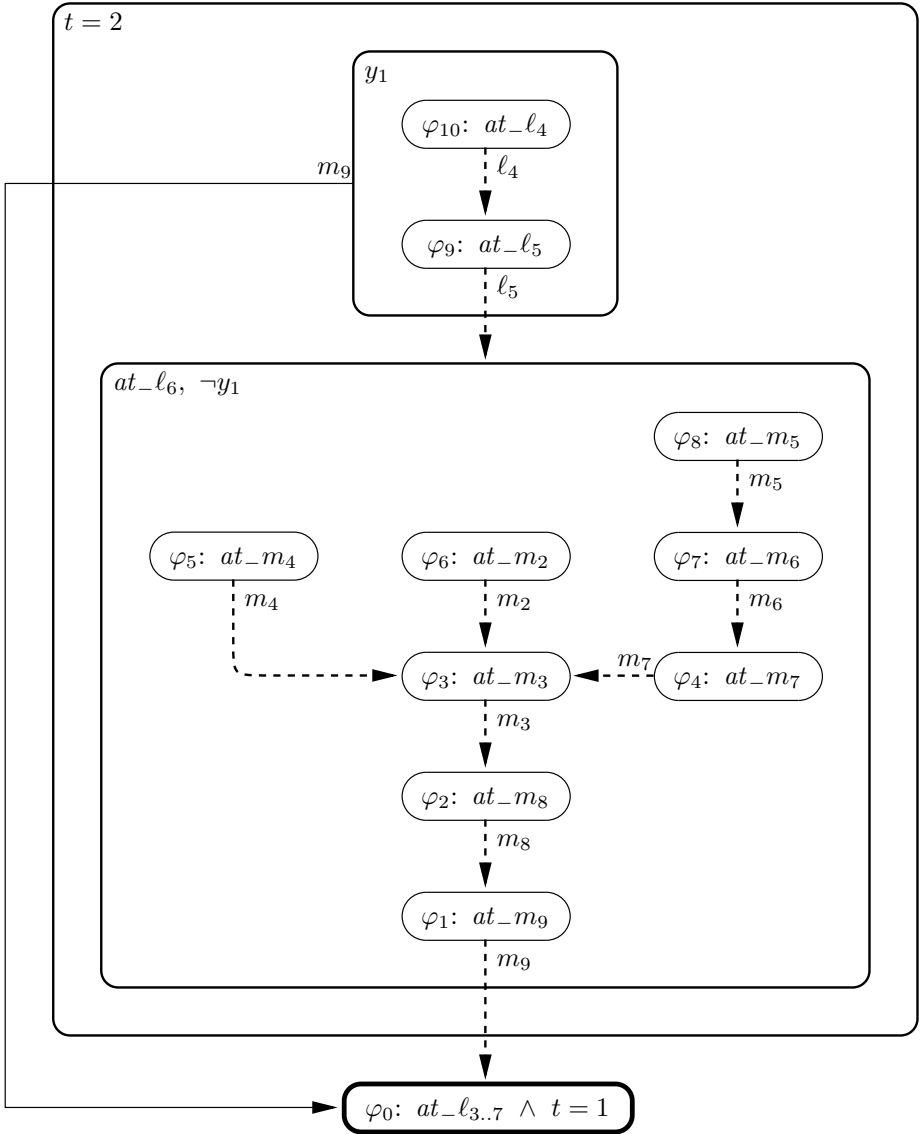 t = 2
y₁
φ₁₀: at_ℓ₄
m₉
ℓ₄
φ₉: at_ℓ₅
ℓ₅
at_ℓ₆, ¬y₁
φ₈: at_m₅
m₅
φ₅: at_m₄
φ₆: at_m₂
φ₇: at_m₆
m₄
m₂
m₆
m₇
φ₃: at_m₃
φ₄: at_m₇
m₃
φ₂: at_m₈
m₈
φ₁: at_m₉
m₉
φ₀: at_ℓ₃..₇ ∧ t = 1